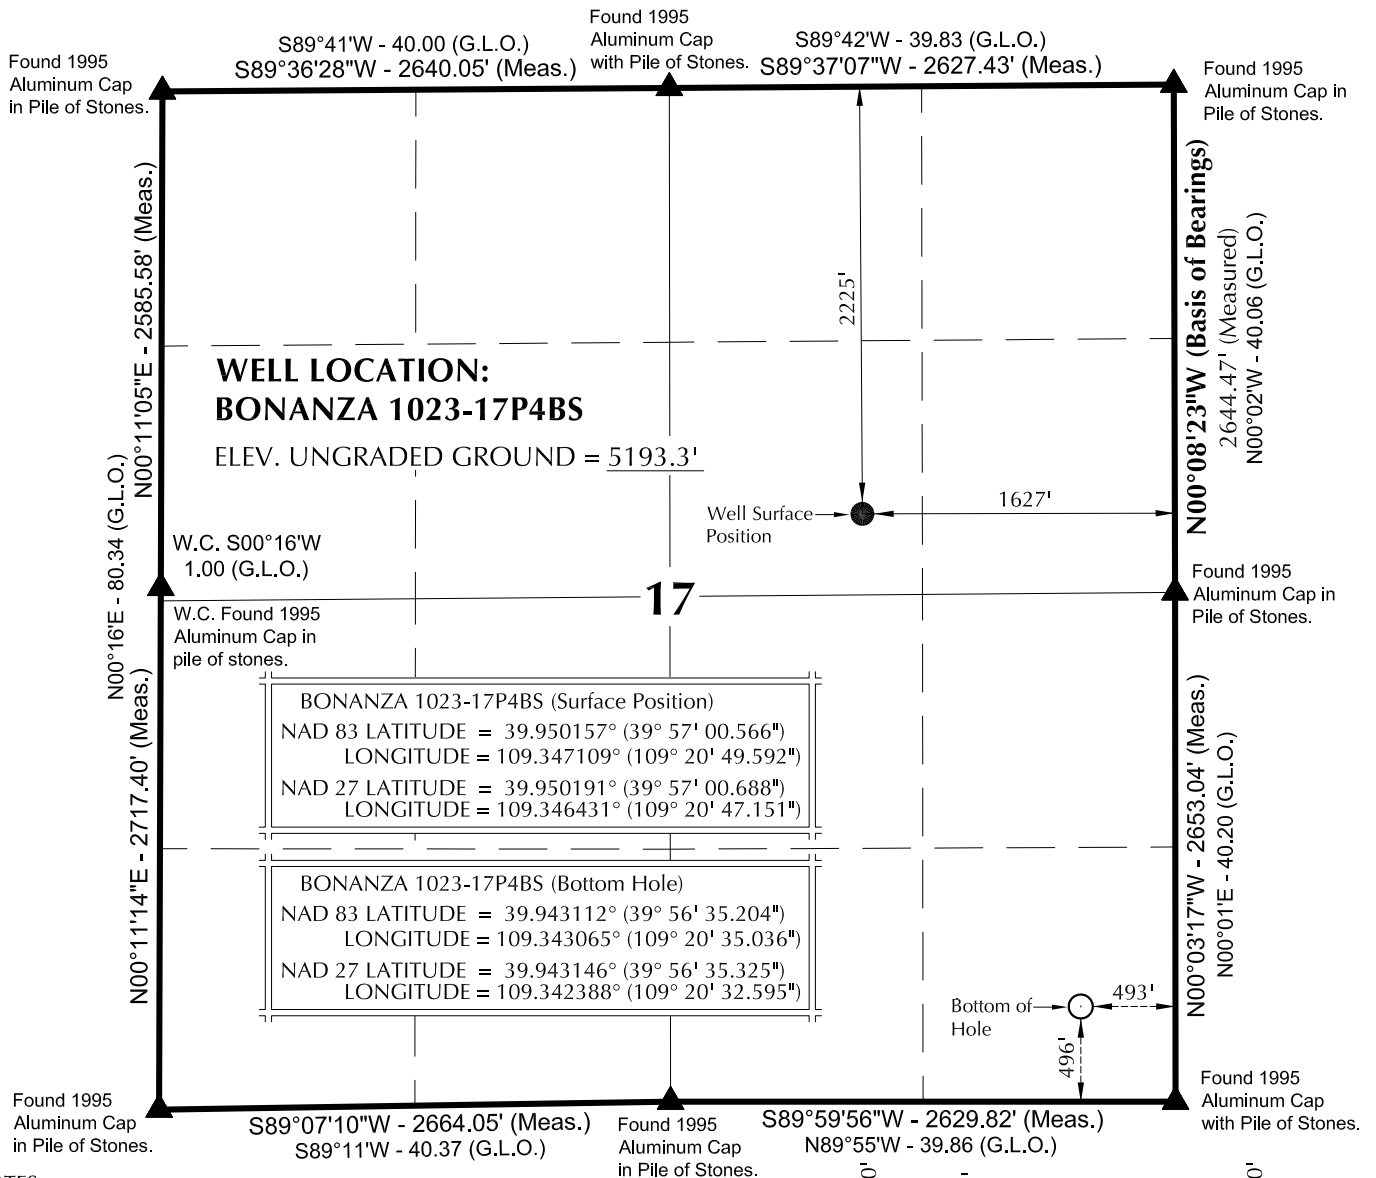 Found 1995
Aluminum Cap
in Pile of Stones.
S89°41'W - 40.00 (G.L.O.)
S89°36'28"W - 2640.05' (Meas.)
Found 1995
Aluminum Cap
with Pile of Stones.
S89°42'W - 39.83 (G.L.O.)
S89°37'07"W - 2627.43' (Meas.)
Found 1995
Aluminum Cap in
Pile of Stones.
N00°11'05"E - 2585.58' (Meas.)
N00°16'E - 80.34 (G.L.O.)
2225'
N00°08'23"W (Basis of Bearings)
2644.47' (Measured)
N00°02'W - 40.06 (G.L.O.)
WELL LOCATION:
BONANZA 1023-17P4BS
ELEV. UNGRADED GROUND = 5193.3'
Well Surface
Position
1627'
W.C. S00°16'W
1.00 (G.L.O.)
17
W.C. Found 1995
Aluminum Cap in
pile of stones.
Found 1995
Aluminum Cap in
Pile of Stones.
N00°11'14"E - 2717.40' (Meas.)
BONANZA 1023-17P4BS (Surface Position)
NAD 83 LATITUDE = 39.950157° (39° 57' 00.566")
LONGITUDE = 109.347109° (109° 20' 49.592")
NAD 27 LATITUDE = 39.950191° (39° 57' 00.688")
LONGITUDE = 109.346431° (109° 20' 47.151")
BONANZA 1023-17P4BS (Bottom Hole)
NAD 83 LATITUDE = 39.943112° (39° 56' 35.204")
LONGITUDE = 109.343065° (109° 20' 35.036")
NAD 27 LATITUDE = 39.943146° (39° 56' 35.325")
LONGITUDE = 109.342388° (109° 20' 32.595")
N00°03'17"W - 2653.04' (Meas.)
N00°01'E - 40.20 (G.L.O.)
Bottom of
Hole
493'
496'
Found 1995
Aluminum Cap
in Pile of Stones.
S89°07'10"W - 2664.05' (Meas.)
S89°11'W - 40.37 (G.L.O.)
Found 1995
Aluminum Cap
in Pile of Stones.
S89°59'56"W - 2629.82' (Meas.)
N89°55'W - 39.86 (G.L.O.)
Found 1995
Aluminum Cap
with Pile of Stones.